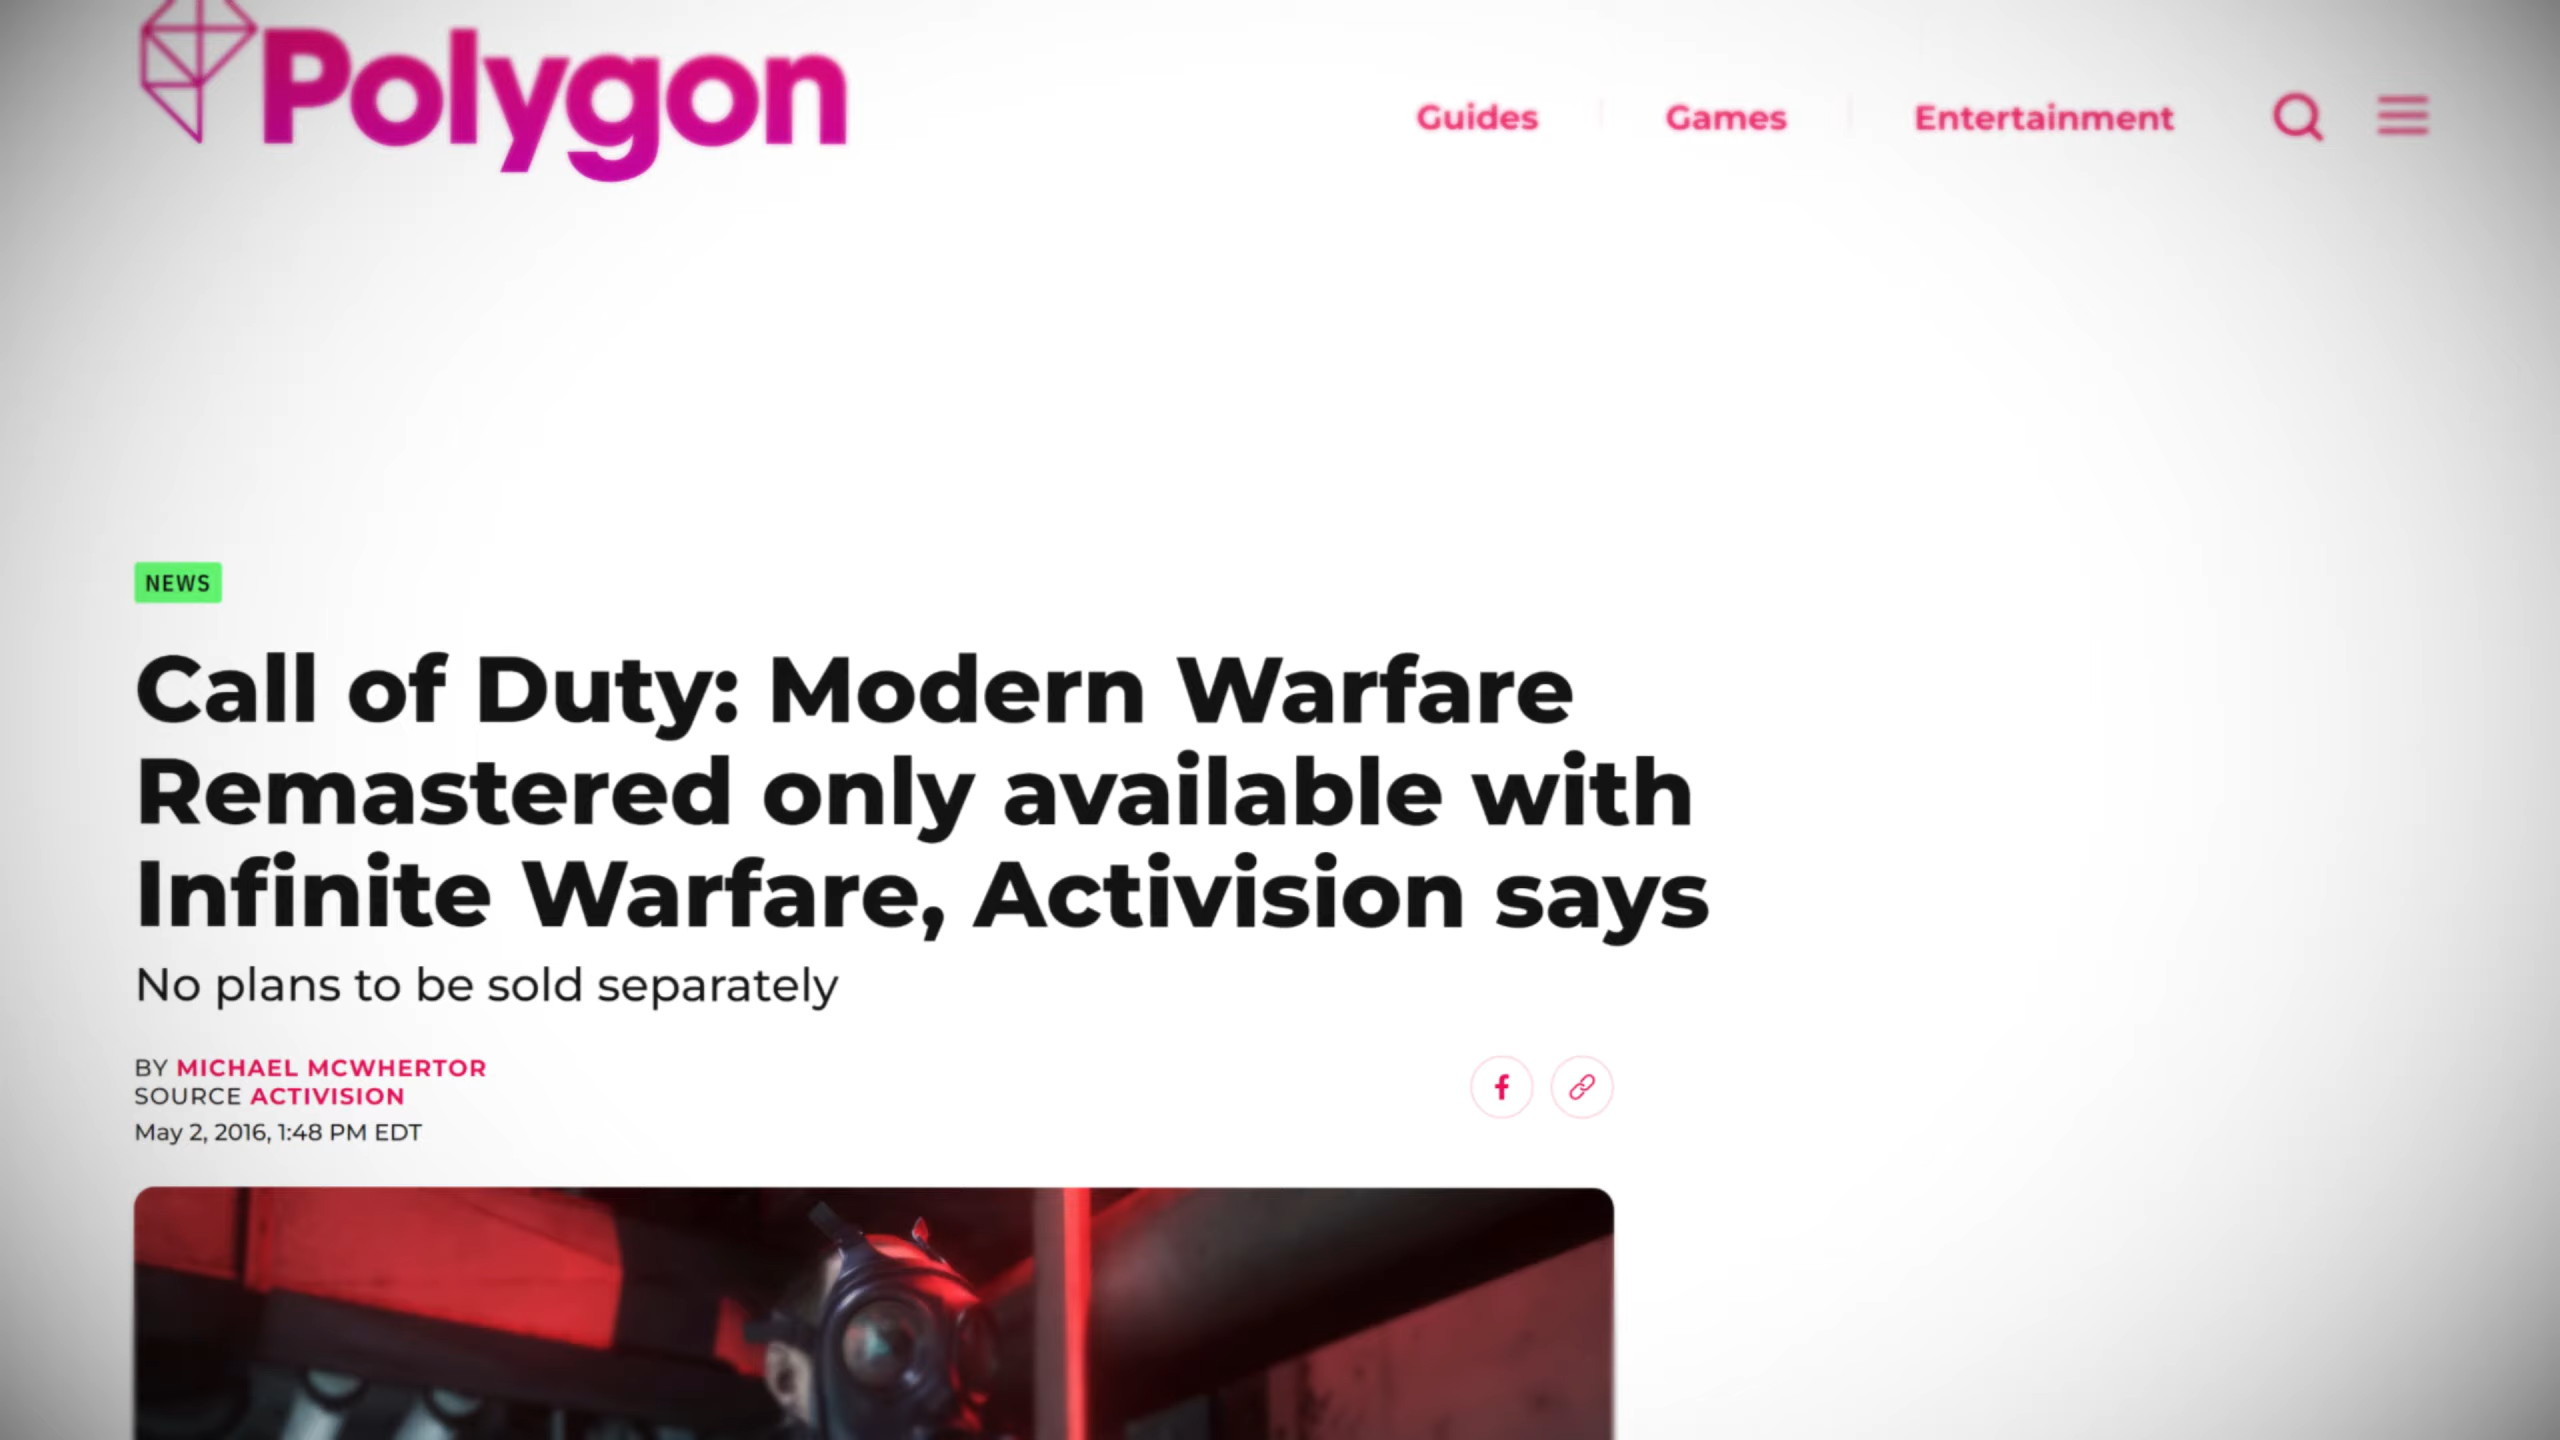 Polygon
Guides
Games
Entertainment
NEWS
Call of Duty: Modern Warfare
Remastered only available with
Infinite Warfare, Activision says
No plans to be sold separately
BY MICHAEL MCWHERTOR
SOURCE ACTIVISION
May 2, 2016, 1:48 PM EDT